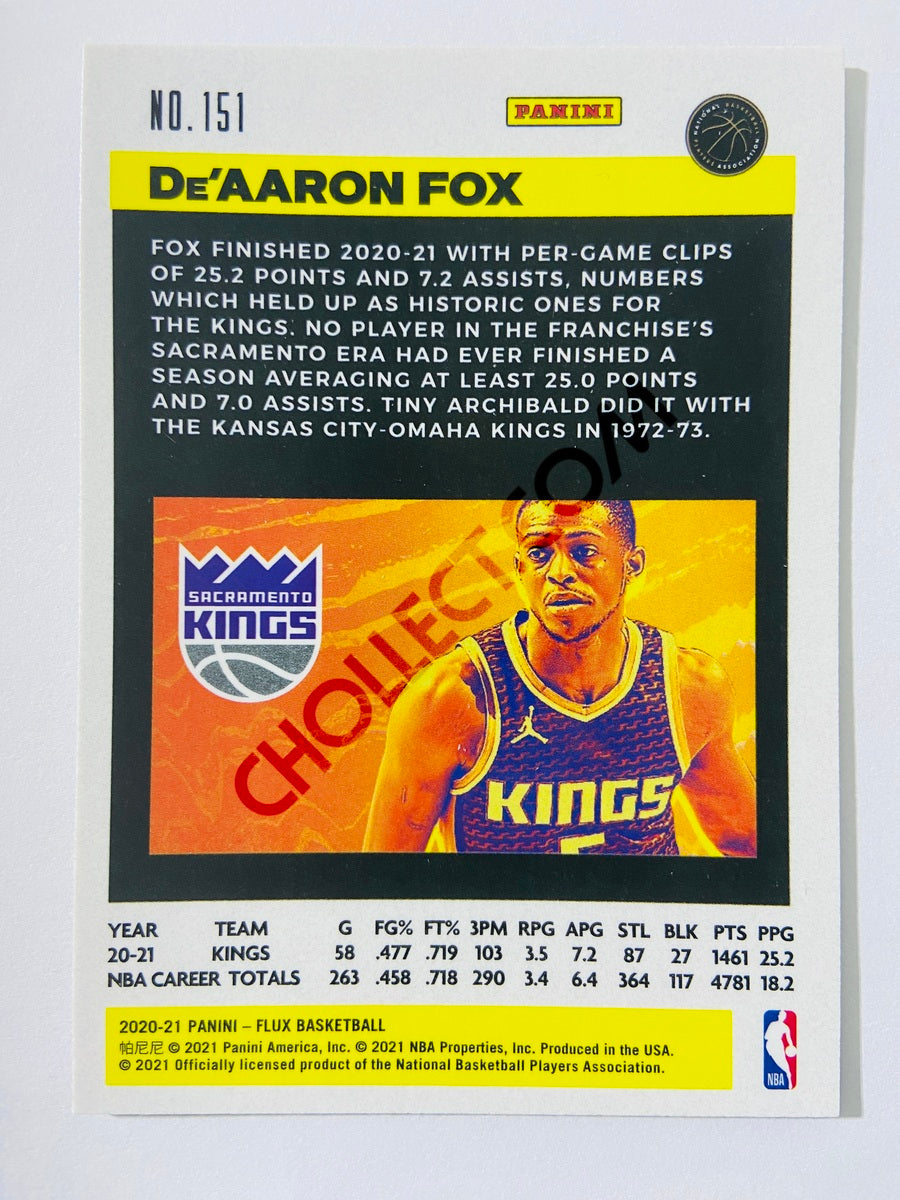 NO. 151
PANINI
NATIONAL BASKETBALL PLAYERS ASSOCIATION
DE'AARON FOX
FOX FINISHED 2020-21 WITH PER-GAME CLIPS
OF 25.2 POINTS AND 7.2 ASSISTS, NUMBERS
WHICH HELD UP AS HISTORIC ONES FOR
THE KINGS. NO PLAYER IN THE FRANCHISE'S
SACRAMENTO ERA HAD EVER FINISHED A
SEASON AVERAGING AT LEAST 25.0 POINTS
AND 7.0 ASSISTS. TINY ARCHIBALD DID IT WITH
THE KANSAS CITY-OMAHA KINGS IN 1972-73.
CHOLLECT.COM
SACRAMENTO
KINGS
KINGS
5
YEAR TEAM G FG% FT% 3PM RPG APG STL BLK PTS PPG
20-21 KINGS 58 .477 .719 103 3.5 7.2 87 27 1461 25.2
NBA CAREER TOTALS 263 .458 .718 290 3.4 6.4 364 117 4781 18.2
2020-21 PANINI – FLUX BASKETBALL
帕尼尼 © 2021 Panini America, Inc. © 2021 NBA Properties, Inc. Produced in the USA.
© 2021 Officially licensed product of the National Basketball Players Association.
NBA